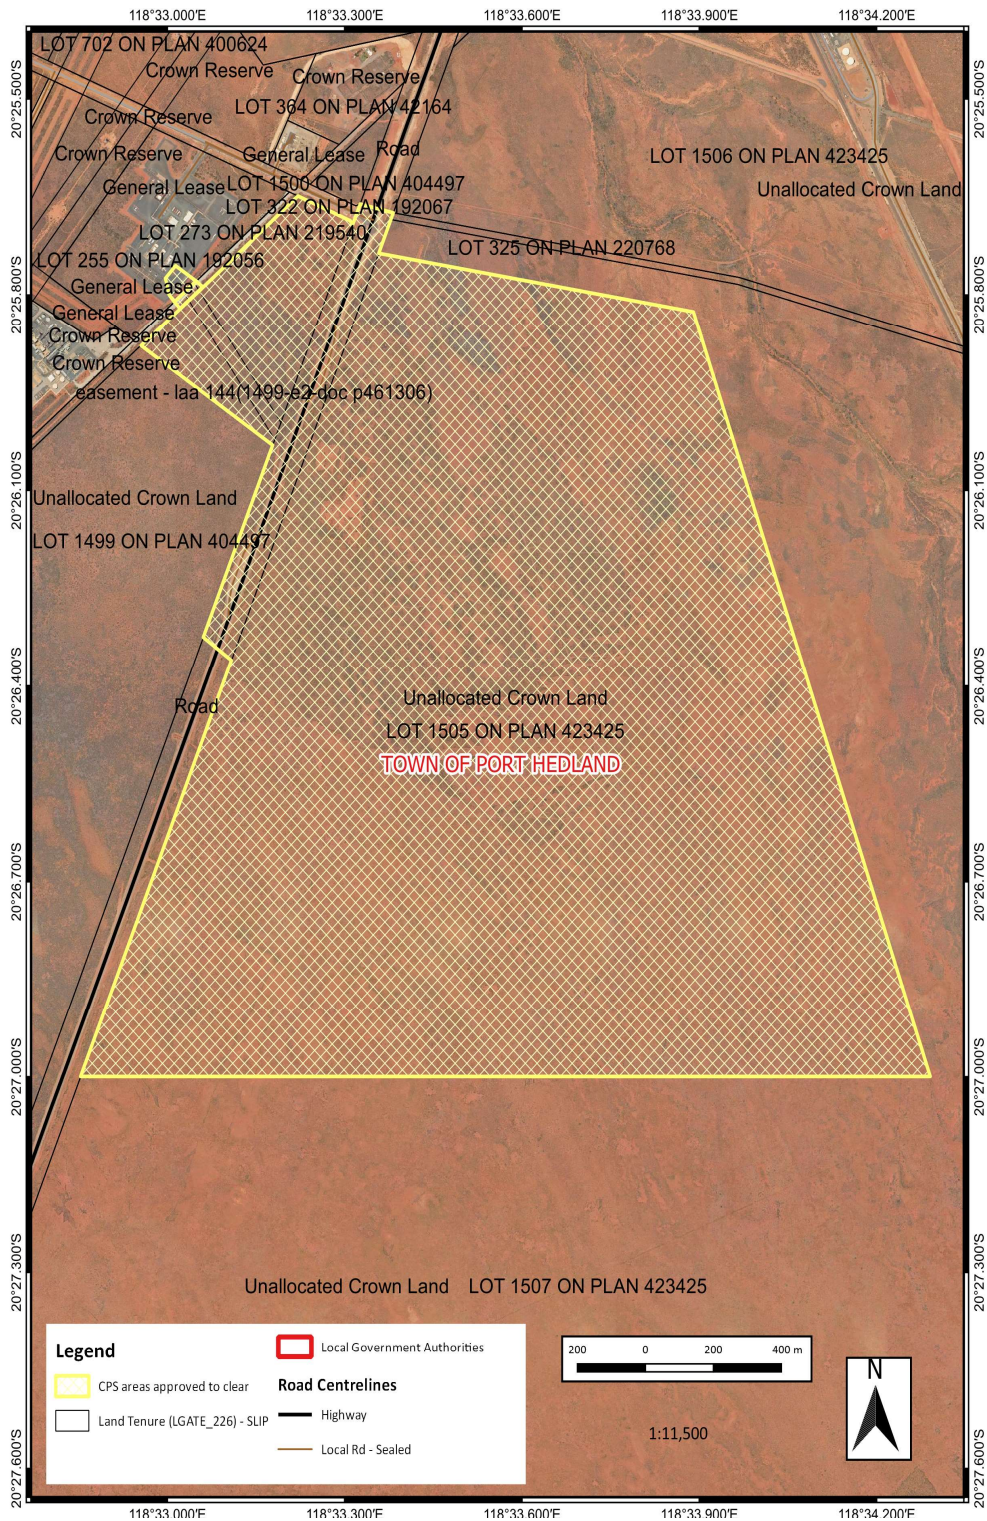 118°33.000'E 118°33.300'E 118°33.600'E 118°33.900'E 118°34.200'E
LOT 702 ON PLAN 400624
Crown Reserve
Crown Reserve
20°25.500'S
20°25.500'S
LOT 364 ON PLAN 42164
Crown Reserve
Road
Crown Reserve
General Lease
LOT 1506 ON PLAN 423425
General Lease
LOT 1500 ON PLAN 404497
Unallocated Crown Land
LOT 322 ON PLAN 192067
LOT 273 ON PLAN 219540
LOT 325 ON PLAN 220768
LOT 255 ON PLAN 192056
General Lease
20°25.800'S
20°25.800'S
General Lease
Crown Reserve
Crown Reserve
easement - laa 144(1499-e2-doc p461306)
20°26.100'S
20°26.100'S
Unallocated Crown Land
LOT 1499 ON PLAN 404497
20°26.400'S
20°26.400'S
Unallocated Crown Land
Road
LOT 1505 ON PLAN 423425
TOWN OF PORT HEDLAND
20°26.700'S
20°26.700'S
20°27.000'S
20°27.000'S
20°27.300'S
20°27.300'S
Unallocated Crown Land LOT 1507 ON PLAN 423425
Legend
CPS areas approved to clear
Land Tenure (LGATE_226) - SLIP
Local Government Authorities
Road Centrelines
Highway
Local Rd - Sealed
200 0 200 400 m
1:11,500
N
20°27.600'S
20°27.600'S
118°33.000'E 118°33.300'E 118°33.600'E 118°33.900'E 118°34.200'E